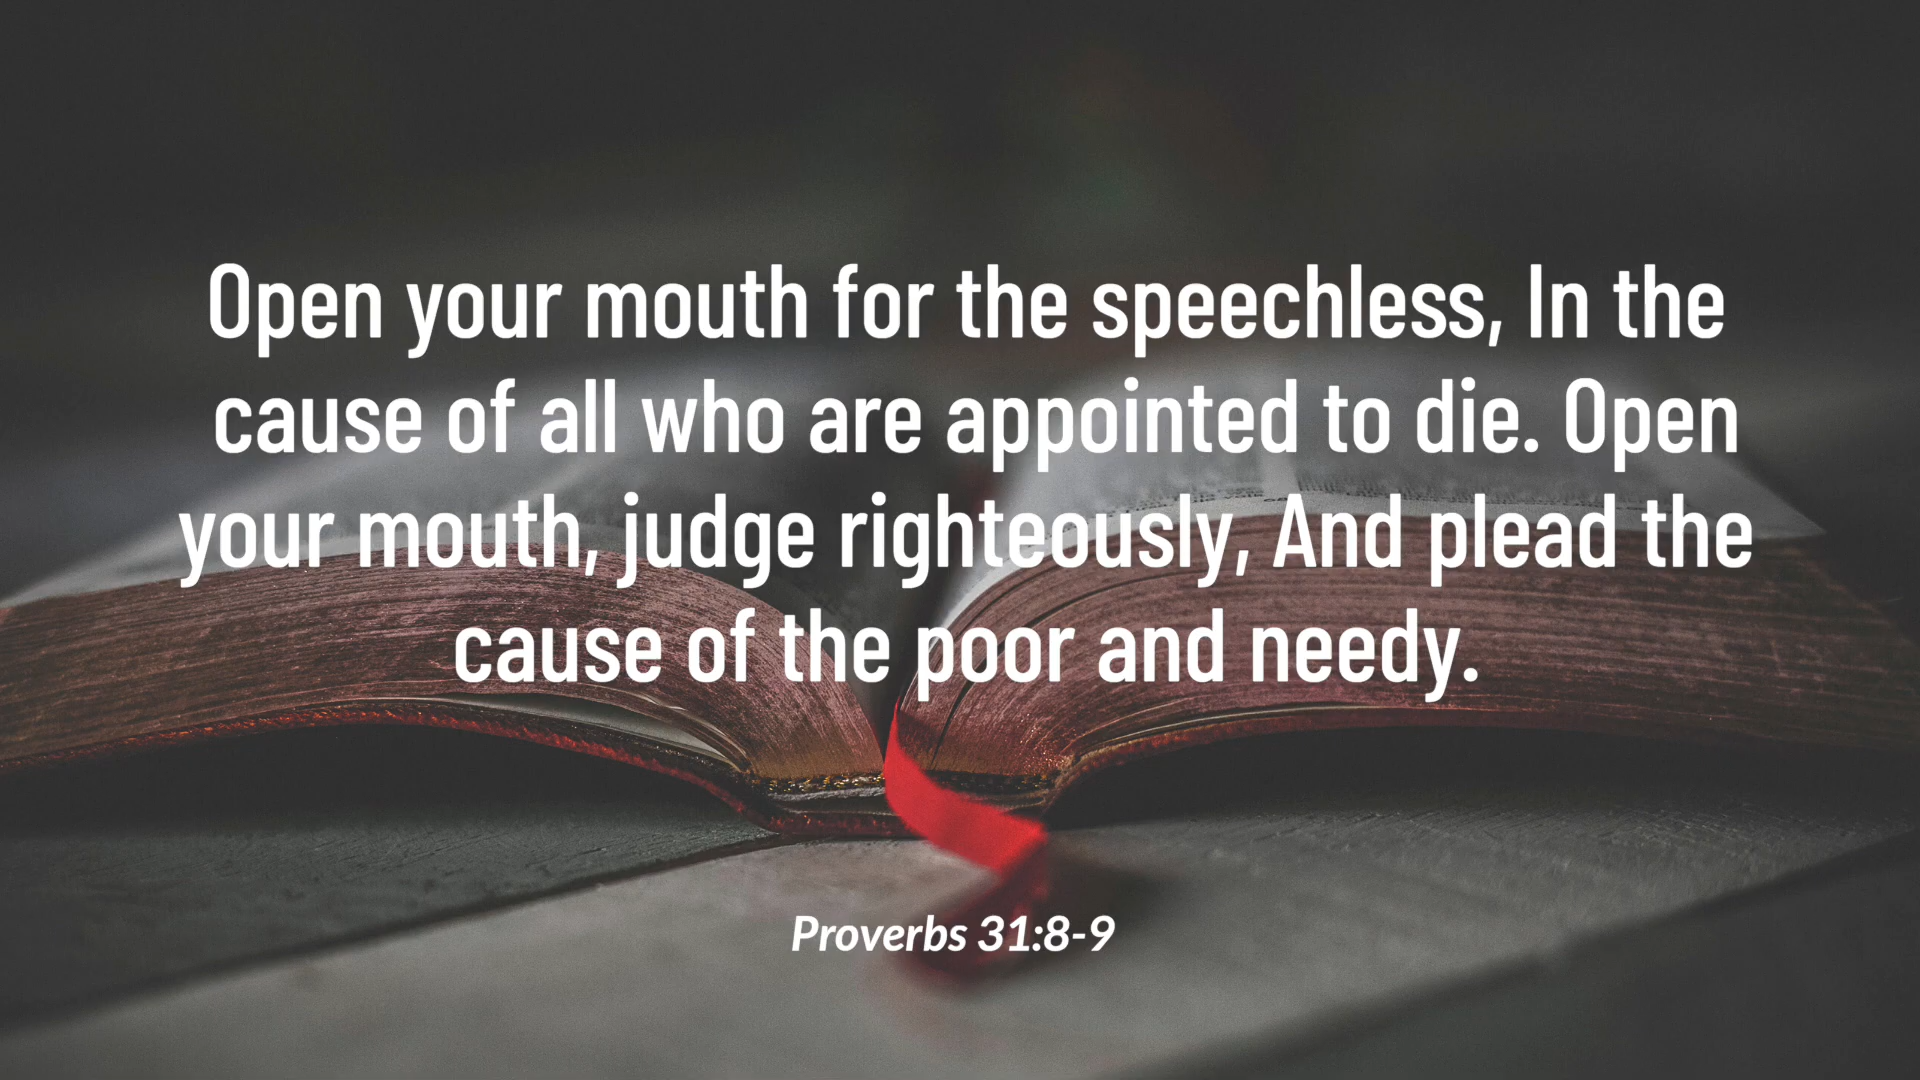 Open your mouth for the speechless, In the
cause of all who are appointed to die. Open
your mouth, judge righteously, And plead the
cause of the poor and needy.
Proverbs 31:8-9